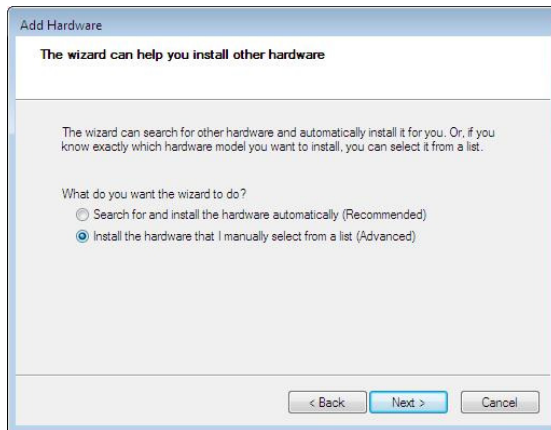 Add Hardware
The wizard can help you install other hardware
The wizard can search for other hardware and automatically install it for you. Or, if you
know exactly which hardware model you want to install, you can select it from a list.
What do you want the wizard to do?
Search for and install the hardware automatically (Recommended)
Install the hardware that I manually select from a list (Advanced)
< Back Next > Cancel